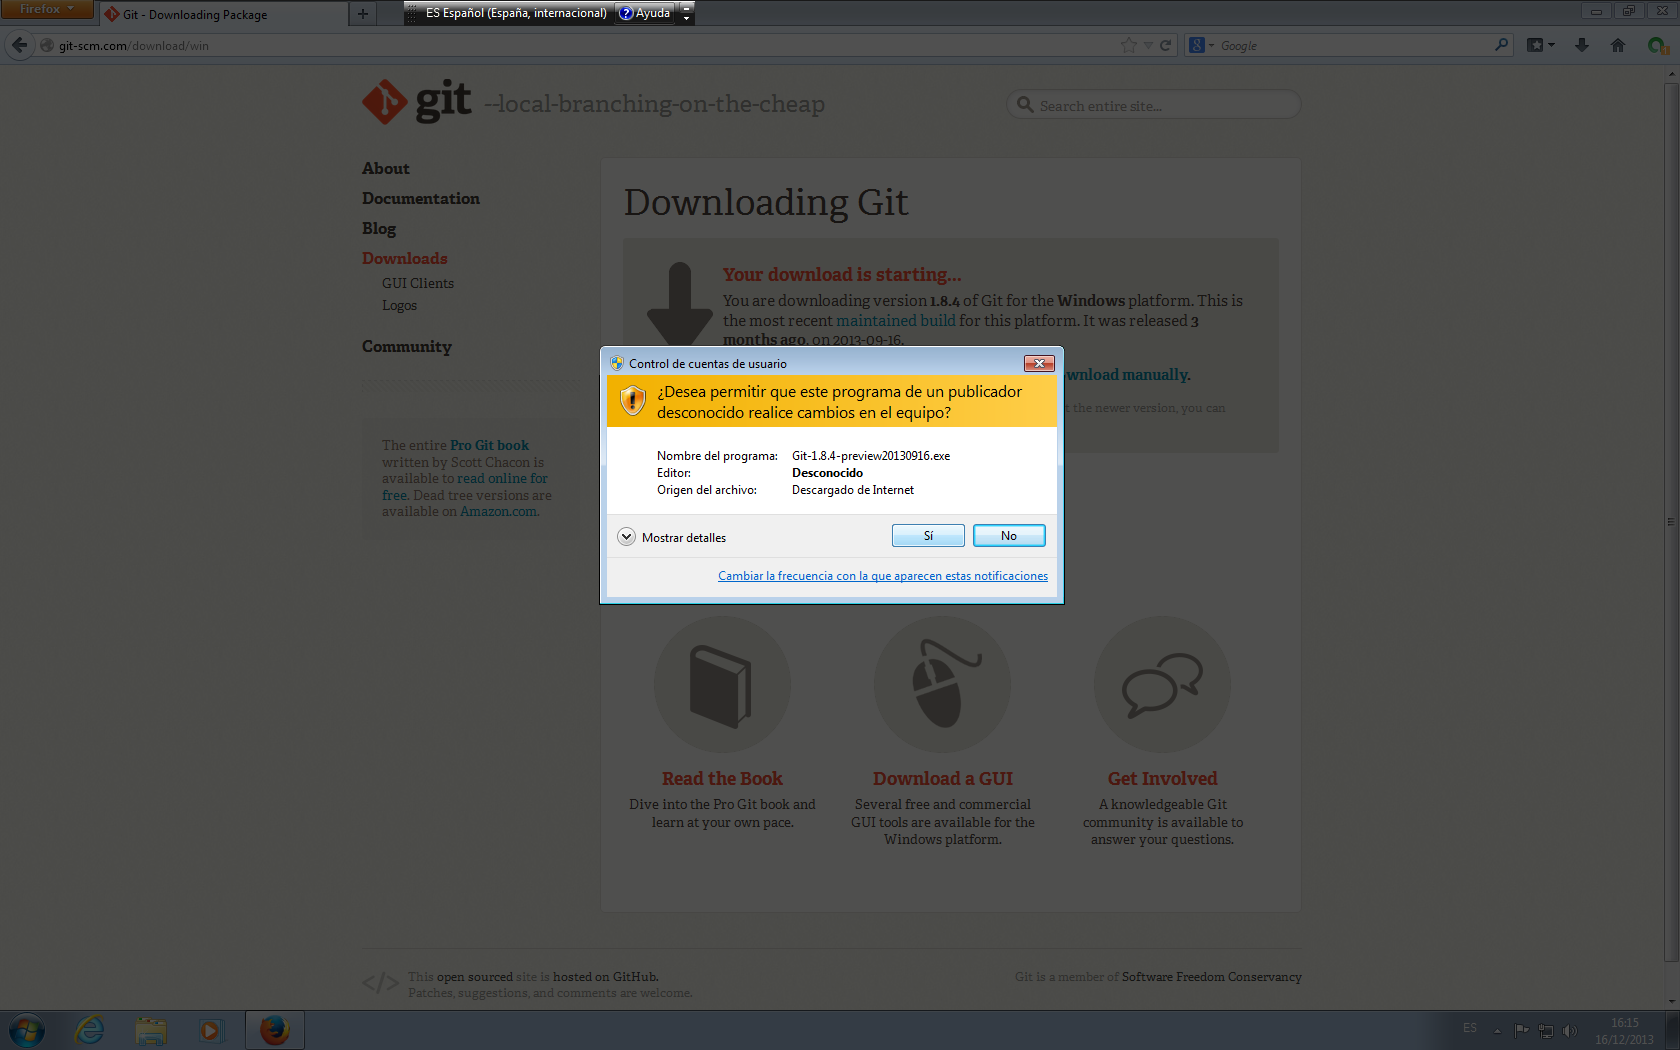 Firefox
Git - Downloading Package
ES Español (España, internacional)
Ayuda
git-scm.com/download/win
Google
git --local-branching-on-the-cheap
Search entire site...
About
Documentation
Blog
Downloads
GUI Clients
Logos
Community
The entire Pro Git book
written by Scott Chacon is
available to read online for
free. Dead tree versions are
available on Amazon.com.
Downloading Git
Your download is starting...
You are downloading version 1.8.4 of Git for the Windows platform. This is
the most recent maintained build for this platform. It was released 3
months ago, on 2013-09-16.
wnload manually.
t the newer version, you can
Control de cuentas de usuario
¿Desea permitir que este programa de un publicador
desconocido realice cambios en el equipo?
Nombre del programa: Git-1.8.4-preview20130916.exe
Editor: Desconocido
Origen del archivo: Descargado de Internet
Mostrar detalles
Sí
No
Cambiar la frecuencia con la que aparecen estas notificaciones
Read the Book
Dive into the Pro Git book and
learn at your own pace.
Download a GUI
Several free and commercial
GUI tools are available for the
Windows platform.
Get Involved
A knowledgeable Git
community is available to
answer your questions.
</> This open sourced site is hosted on GitHub.
Patches, suggestions, and comments are welcome.
Git is a member of Software Freedom Conservancy
ES
16:15
16/12/2013